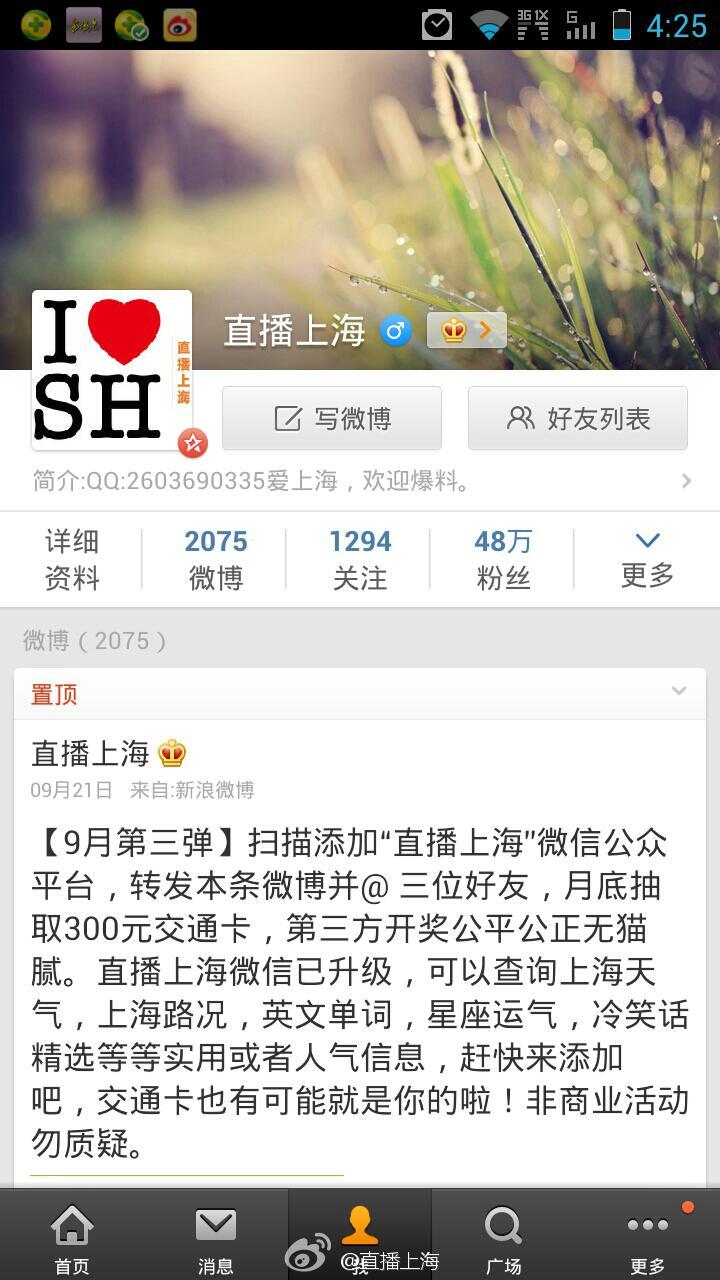 3G 1X
G
4:25
I
SH
直播上海
直播上海
写微博
好友列表
简介:QQ:2603690335爱上海，欢迎爆料。
详细
资料
2075
微博
1294
关注
48万
粉丝
更多
微博（2075）
置顶
直播上海
09月21日 来自:新浪微博
【9月第三弹】扫描添加“直播上海”微信公众
平台，转发本条微博并@ 三位好友，月底抽
取300元交通卡，第三方开奖公平公正无猫
腻。直播上海微信已升级，可以查询上海天
气，上海路况，英文单词，星座运气，冷笑话
精选等等实用或者人气信息，赶快来添加
吧，交通卡也有可能就是你的啦！非商业活动
勿质疑。
首页
消息
我
广场
更多
@直播上海